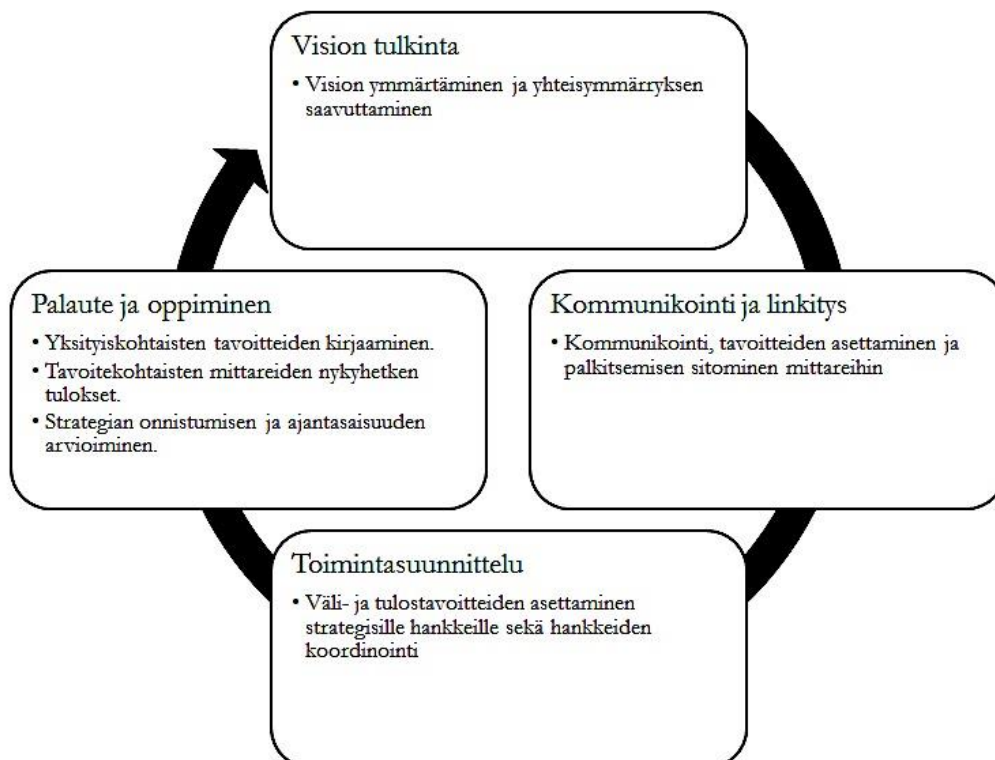 Vision tulkinta
• Vision ymmärtäminen ja yhteisymmärryksen
saavuttaminen
Kommunikointi ja linkitys
• Kommunikointi, tavoitteiden asettaminen ja
palkitsemisen sitominen mittareihin
Toimintasuunnittelu
• Väli- ja tulostavoitteiden asettaminen
strategisille hankkeille sekä hankkeiden
koordinointi
Palaute ja oppiminen
• Yksityiskohtaisten tavoitteiden kirjaaminen.
• Tavoitekohtaisten mittareiden nykyhetken
tulokset.
• Strategian onnistumisen ja ajantasaisuuden
arvioiminen.